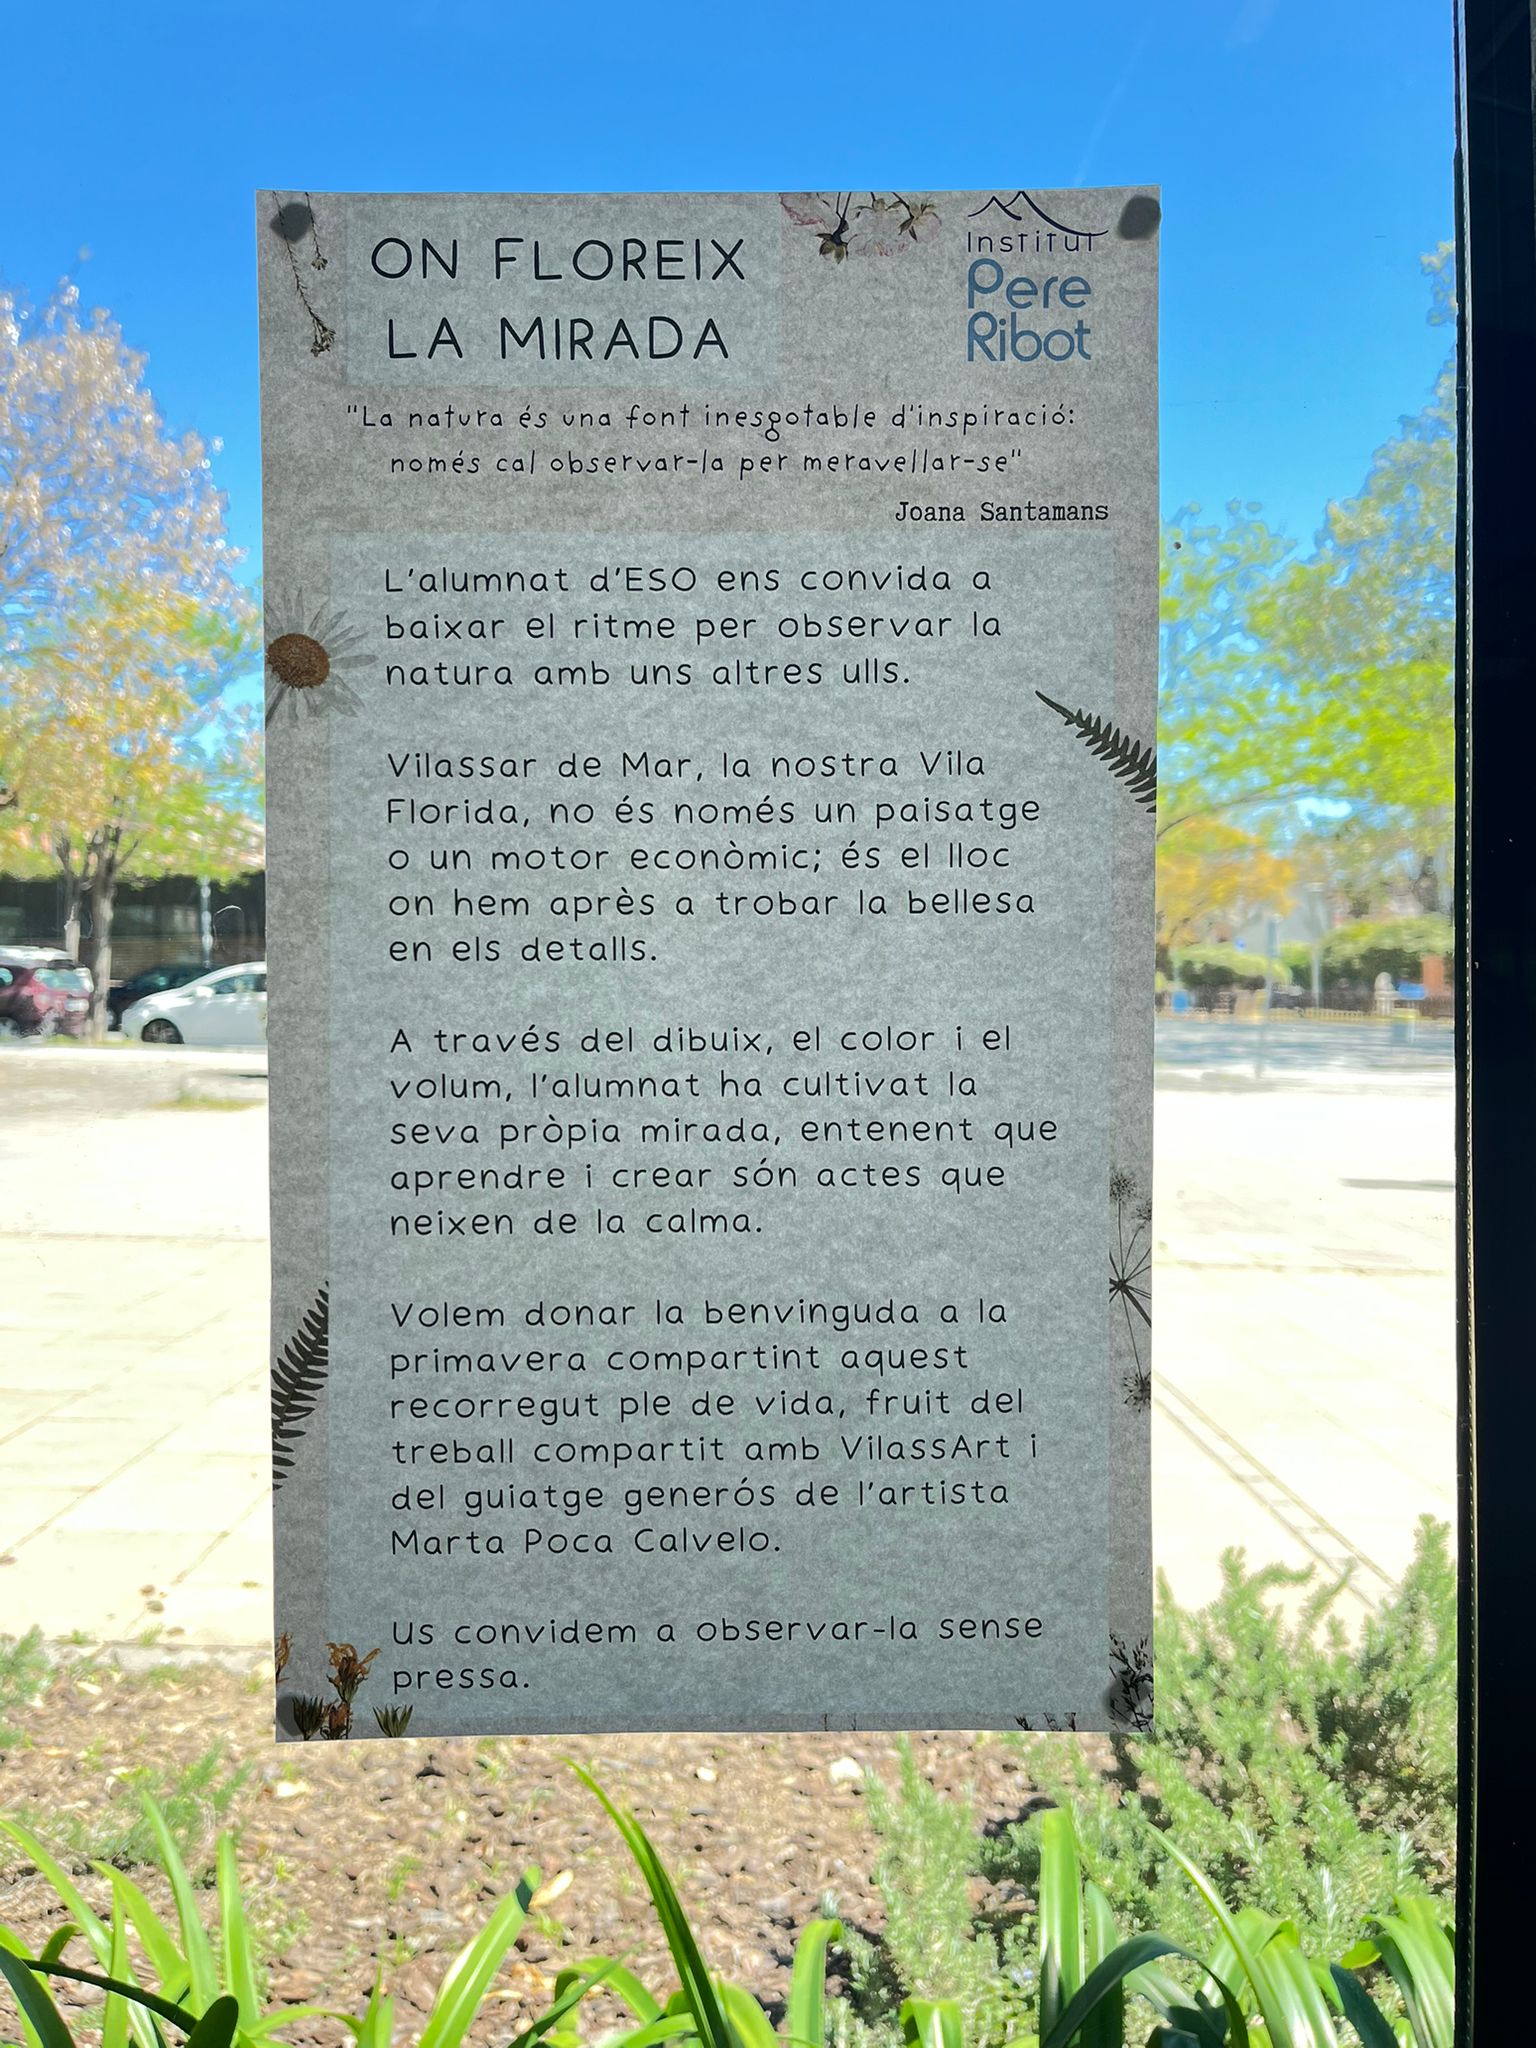 ON FLOREIX
LA MIRADA
Institut
Pere
Ribot
"La natura és una font inesgotable d'inspiració:
només cal observar-la per meravellar-se"
Joana Santamans
L'alumnat d'ESO ens convida a
baixar el ritme per observar la
natura amb uns altres ulls.
Vilassar de Mar, la nostra Vila
Florida, no és només un paisatge
o un motor econòmic; és el lloc
on hem après a trobar la bellesa
en els detalls.
A través del dibuix, el color i el
volum, l'alumnat ha cultivat la
seva pròpia mirada, entenent que
aprendre i crear són actes que
neixen de la calma.
Volem donar la benvinguda a la
primavera compartint aquest
recorregut ple de vida, fruit del
treball compartit amb VilassArt i
del guiatge generós de l'artista
Marta Poca Calvelo.
Us convidem a observar-la sense
pressa.